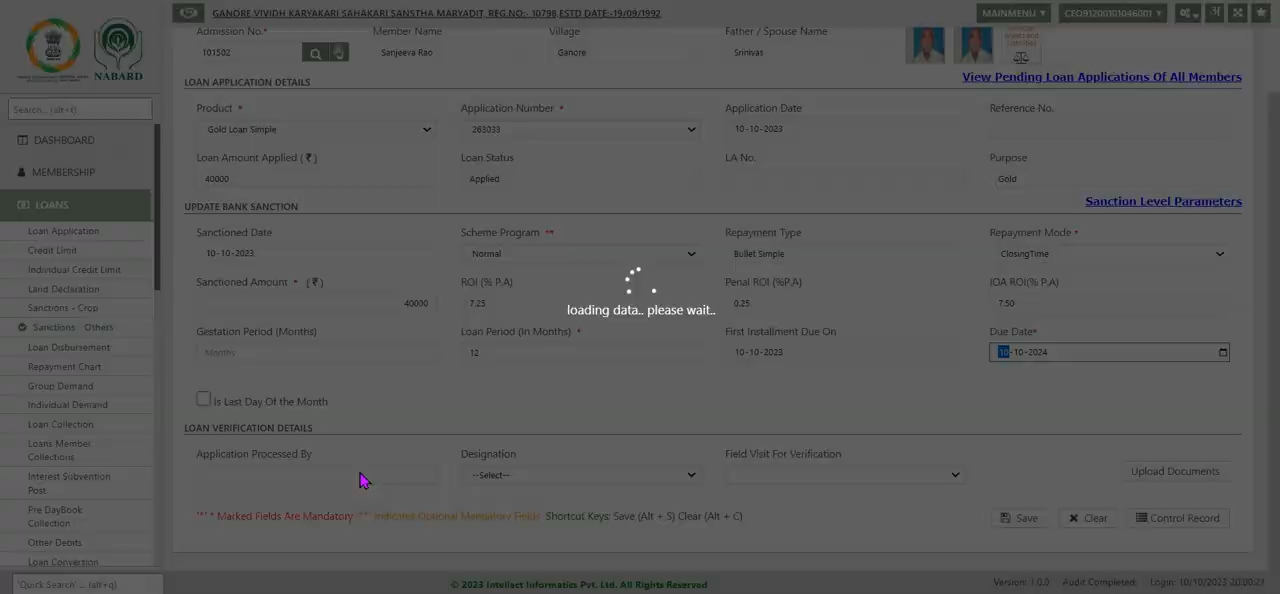 GANORE VIVIDH KARYAKARI SAHAKARI SANSTHA MARYADIT, REG.NO:- 10798,ESTD DATE:-19/09/1992
MAINMENU
CEO91200101046001
NABARD
Search... (alt+x)
DASHBOARD
MEMBERSHIP
LOANS
Loan Application
Credit Limit
Individual Credit Limit
Land Declaration
Sanctions - Crop
Sanctions - Others
Loan Disbursement
Repayment Chart
Group Demand
Individual Demand
Loan Collection
Loans Member
Collections
Interest Subvention
Post
Pre DayBook
Collection
Other Debits
Loan Conversion
'Quick Search' ... (alt+q)
Admission No.* Member Name Village Father / Spouse Name
101502 Sanjeeva Rao Ganore Srinivas
LOAN APPLICATION DETAILS
View Pending Loan Applications Of All Members
Product * Application Number * Application Date Reference No.
Gold Loan Simple 263033 10-10-2023
Loan Amount Applied ( ₹ ) Loan Status LA No. Purpose
40000 Applied Gold
UPDATE BANK SANCTION
Sanction Level Parameters
Sanctioned Date Scheme Program ** Repayment Type Repayment Mode *
10-10-2023 Normal Bullet Simple ClosingTime
Sanctioned Amount * ( ₹ ) ROI (% P.A) Penal ROI (%P.A) IOA ROI(% P.A)
40000 7.25 0.25 7.50
loading data.. please wait..
Gestation Period (Months) Loan Period (In Months) * First Installment Due On Due Date*
Months 12 10-10-2023 10-10-2024
Is Last Day Of the Month
LOAN VERIFICATION DETAILS
Application Processed By Designation Field Visit For Verification
--Select--
Upload Documents
"*" * Marked Fields Are Mandatory "*" Indicates Optional Mandatory Fields Shortcut Keys: Save (Alt + S) Clear (Alt + C)
Save Clear Control Record
© 2023 Intellect Informatics Pvt. Ltd. All Rights Reserved
Version: 1.0.0 Audit Completed: Login: 10/10/2023 20:00:21